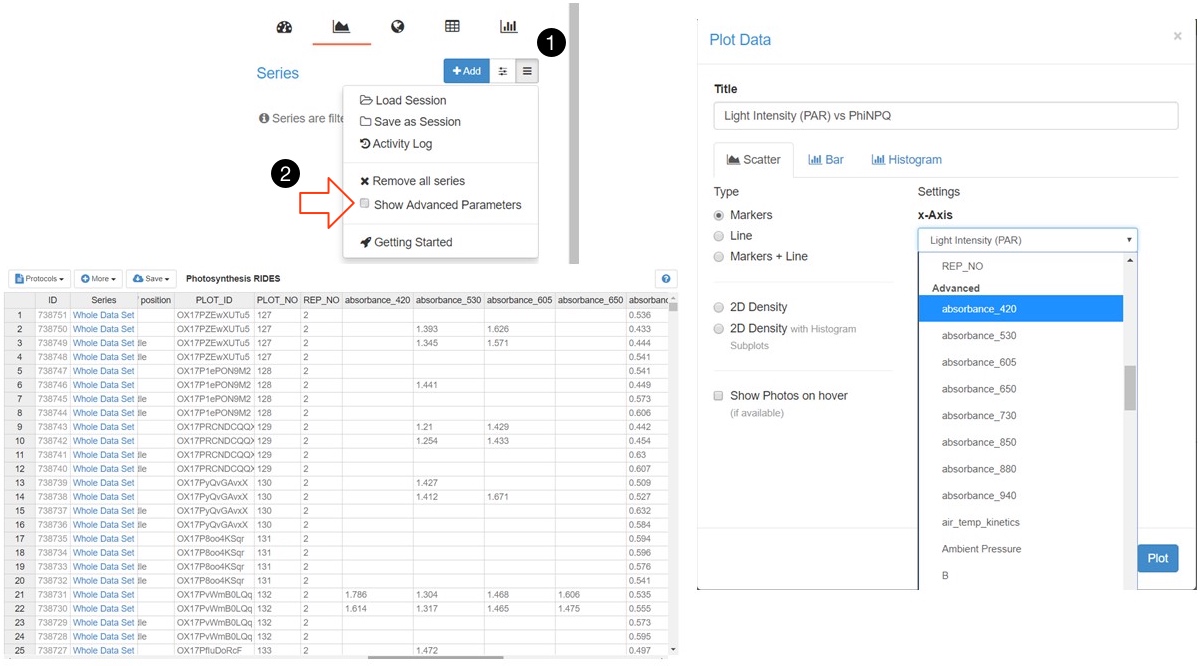 1
Series
Add
Series are filte
Load Session
Save as Session
Activity Log
2
Remove all series
Show Advanced Parameters
Getting Started
Protocols More Save Photosynthesis RIDES
ID Series position PLOT_ID PLOT_NO REP_NO absorbance_420 absorbance_530 absorbance_605 absorbance_650 absorbanc
1 738751 Whole Data Set OX17PZEwXUTu5 127 2 0.536
2 738750 Whole Data Set OX17PZEwXUTu5 127 2 1.393 1.626 0.433
3 738749 Whole Data Set lle OX17PZEwXUTu5 127 2 1.345 1.571 0.444
4 738748 Whole Data Set lle OX17PZEwXUTu5 127 2 0.541
5 738747 Whole Data Set OX17P1ePON9M2 128 2 0.541
6 738746 Whole Data Set OX17P1ePON9M2 128 2 1.441 0.449
7 738745 Whole Data Set lle OX17P1ePON9M2 128 2 0.573
8 738744 Whole Data Set lle OX17P1ePON9M2 128 2 0.606
9 738743 Whole Data Set OX17PRCNDCQQX 129 2 1.21 1.429 0.442
10 738742 Whole Data Set OX17PRCNDCQQX 129 2 1.254 1.433 0.454
11 738741 Whole Data Set lle OX17PRCNDCQQX 129 2 0.63
12 738740 Whole Data Set lle OX17PRCNDCQQX 129 2 0.607
13 738739 Whole Data Set OX17PyQvGAvxX 130 2 1.427 0.509
14 738738 Whole Data Set OX17PyQvGAvxX 130 2 1.412 1.671 0.527
15 738737 Whole Data Set lle OX17PyQvGAvxX 130 2 0.632
16 738736 Whole Data Set lle OX17PyQvGAvxX 130 2 0.584
17 738735 Whole Data Set OX17P8oo4KSqr 131 2 0.594
18 738734 Whole Data Set OX17P8oo4KSqr 131 2 0.596
19 738733 Whole Data Set lle OX17P8oo4KSqr 131 2 0.576
20 738732 Whole Data Set lle OX17P8oo4KSqr 131 2 0.541
21 738731 Whole Data Set OX17PvWmB0LQq 132 2 1.786 1.304 1.468 1.606 0.535
22 738730 Whole Data Set OX17PvWmB0LQq 132 2 1.614 1.317 1.465 1.475 0.555
23 738729 Whole Data Set lle OX17PvWmB0LQq 132 2 0.573
24 738728 Whole Data Set lle OX17PvWmB0LQq 132 2 0.595
25 738727 Whole Data Set OX17PfluDoRcF 133 2 1.472 0.497
Plot Data
Title
Light Intensity (PAR) vs PhiNPQ
Scatter Bar Histogram
Type
Markers
Line
Markers + Line
2D Density
2D Density with Histogram
Subplots
Show Photos on hover
(if available)
Settings
x-Axis
Light Intensity (PAR)
REP_NO
Advanced
absorbance_420
absorbance_530
absorbance_605
absorbance_650
absorbance_730
absorbance_850
absorbance_880
absorbance_940
air_temp_kinetics
Ambient Pressure
B
Plot